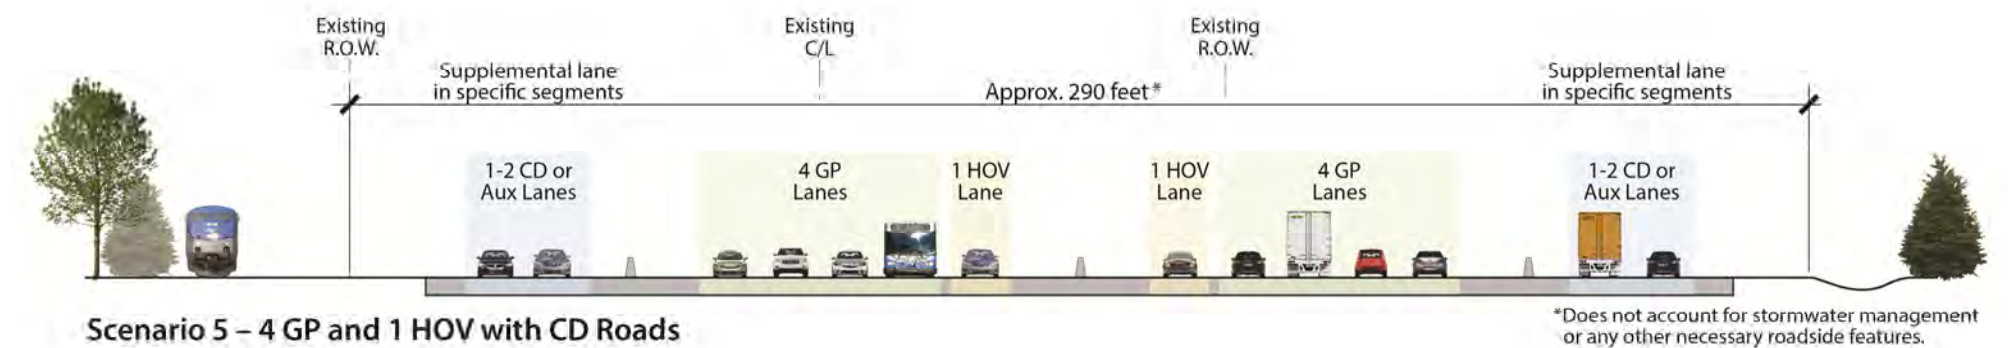 Existing
R.O.W.
Existing
C/L
Existing
R.O.W.
Supplemental lane
in specific segments
Approx. 290 feet*
Supplemental lane
in specific segments
1-2 CD or
Aux Lanes
4 GP
Lanes
1 HOV
Lane
1 HOV
Lane
4 GP
Lanes
1-2 CD or
Aux Lanes
Scenario 5 – 4 GP and 1 HOV with CD Roads
*Does not account for stormwater management
or any other necessary roadside features.